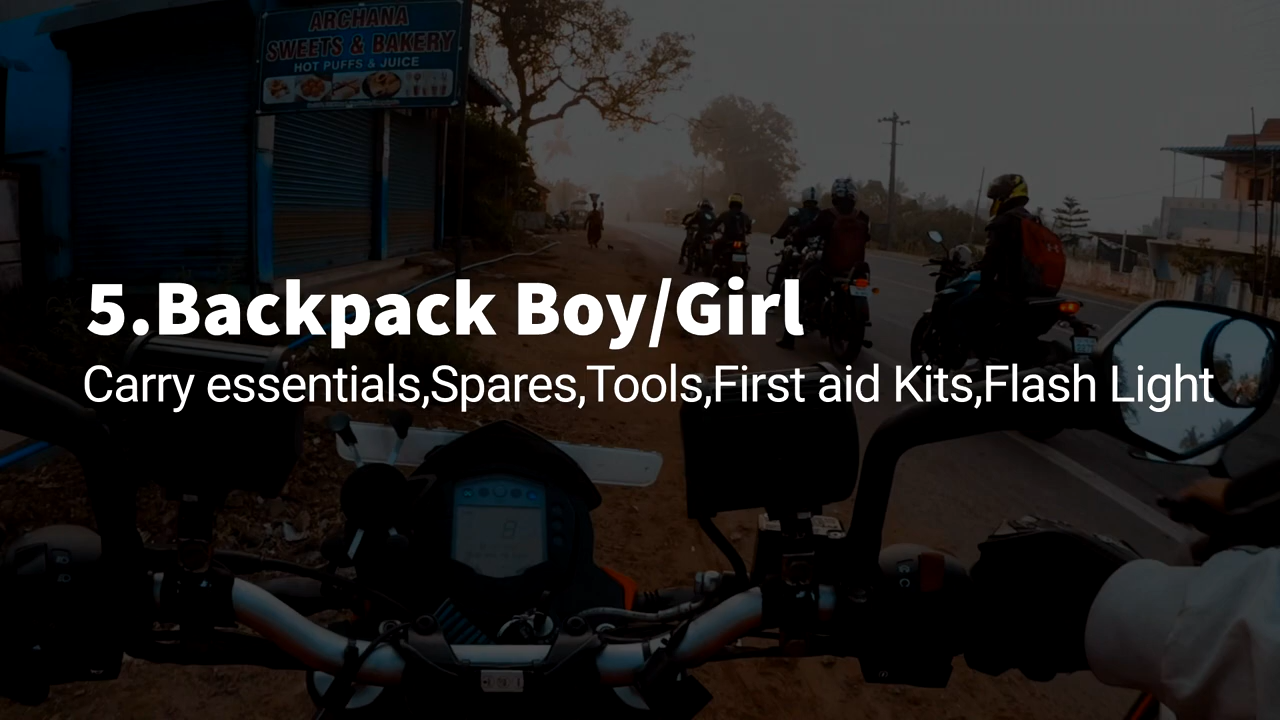 ARCHANA
SWEETS & BAKERY
HOT PUFFS & JUICE
5.Backpack Boy/Girl
Carry essentials,Spares,Tools,First aid Kits,Flash Light